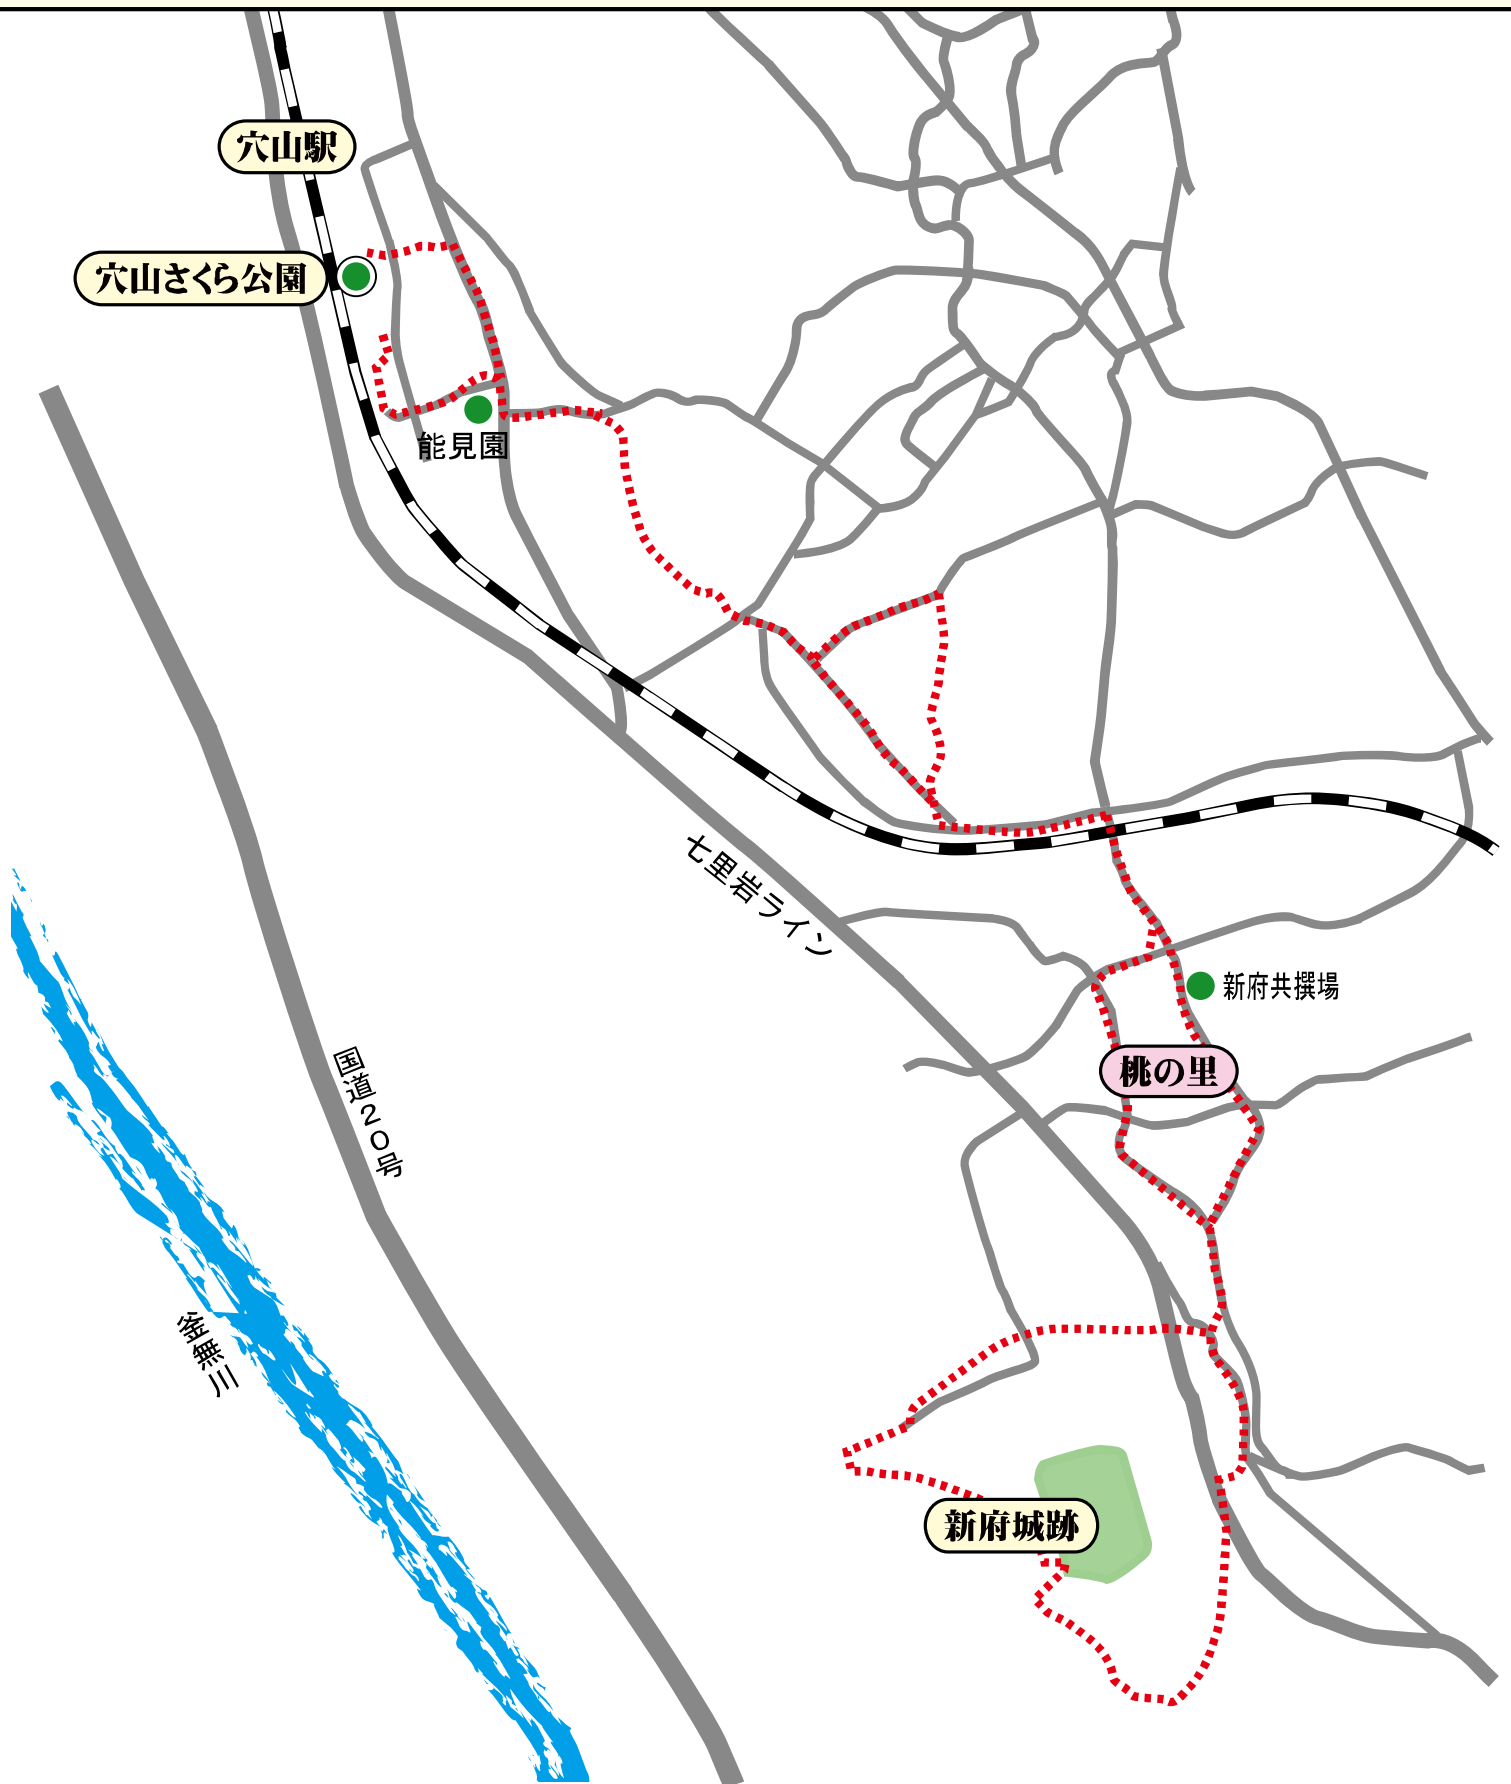 穴山駅
穴山さくら公園
能見園
七里岩ライン
新府共撰場
国道20号
桃の里
釜無川
新府城跡